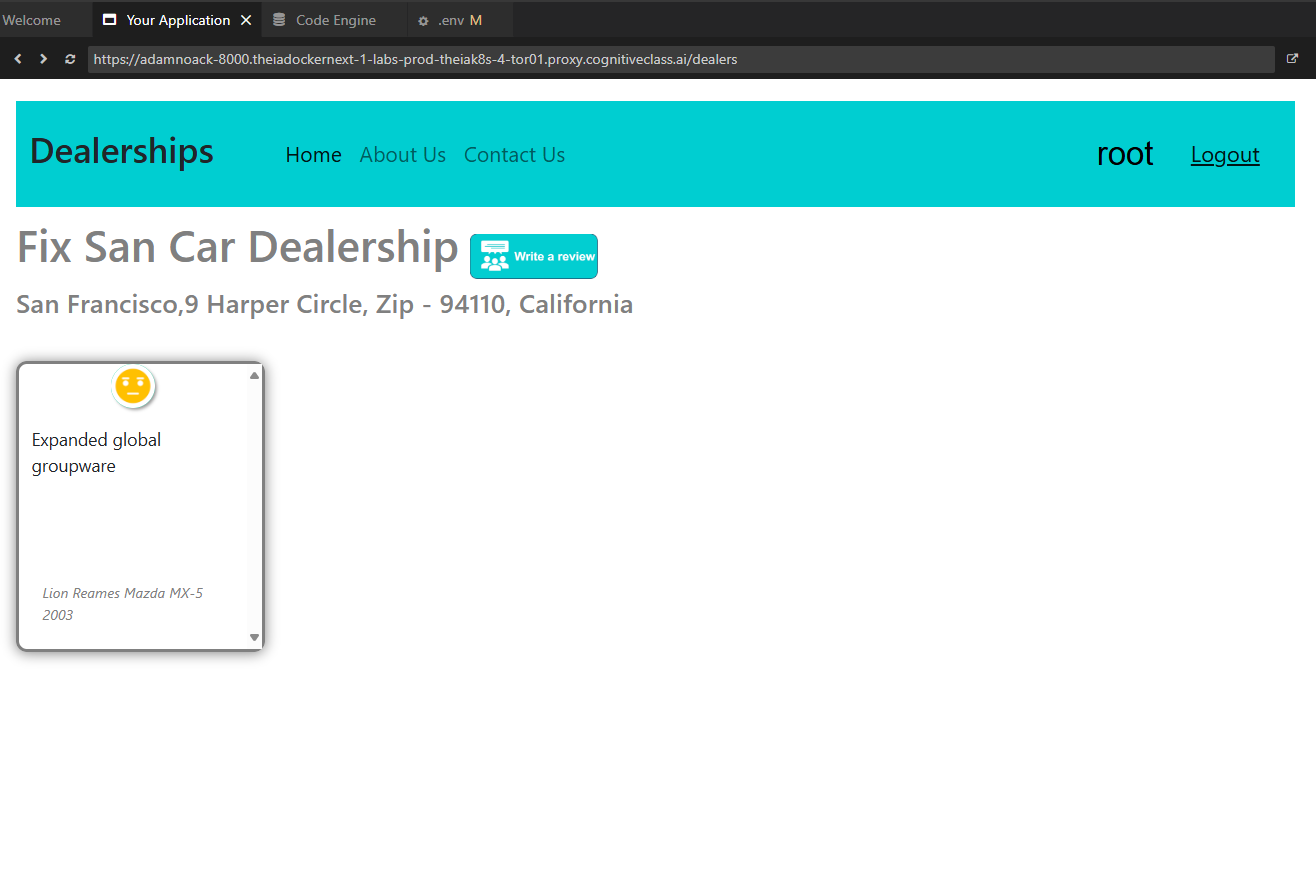 Welcome Your Application Code Engine .env M
https://adamnoack-8000.theiadockernext-1-labs-prod-theiak8s-4-tor01.proxy.cognitiveclass.ai/dealers
Dealerships Home About Us Contact Us root Logout
Fix San Car Dealership Write a review
San Francisco,9 Harper Circle, Zip - 94110, California
Expanded global
groupware
Lion Reames Mazda MX-5
2003